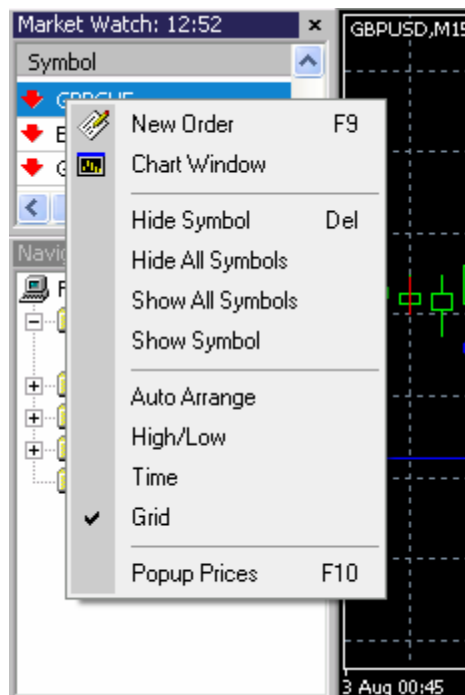 Market Watch: 12:52
GBPUSD,M15
Symbol
New Order F9
Chart Window
Hide Symbol Del
Hide All Symbols
Show All Symbols
Show Symbol
Auto Arrange
High/Low
Time
Grid
Popup Prices F10
3 Aug 00:45